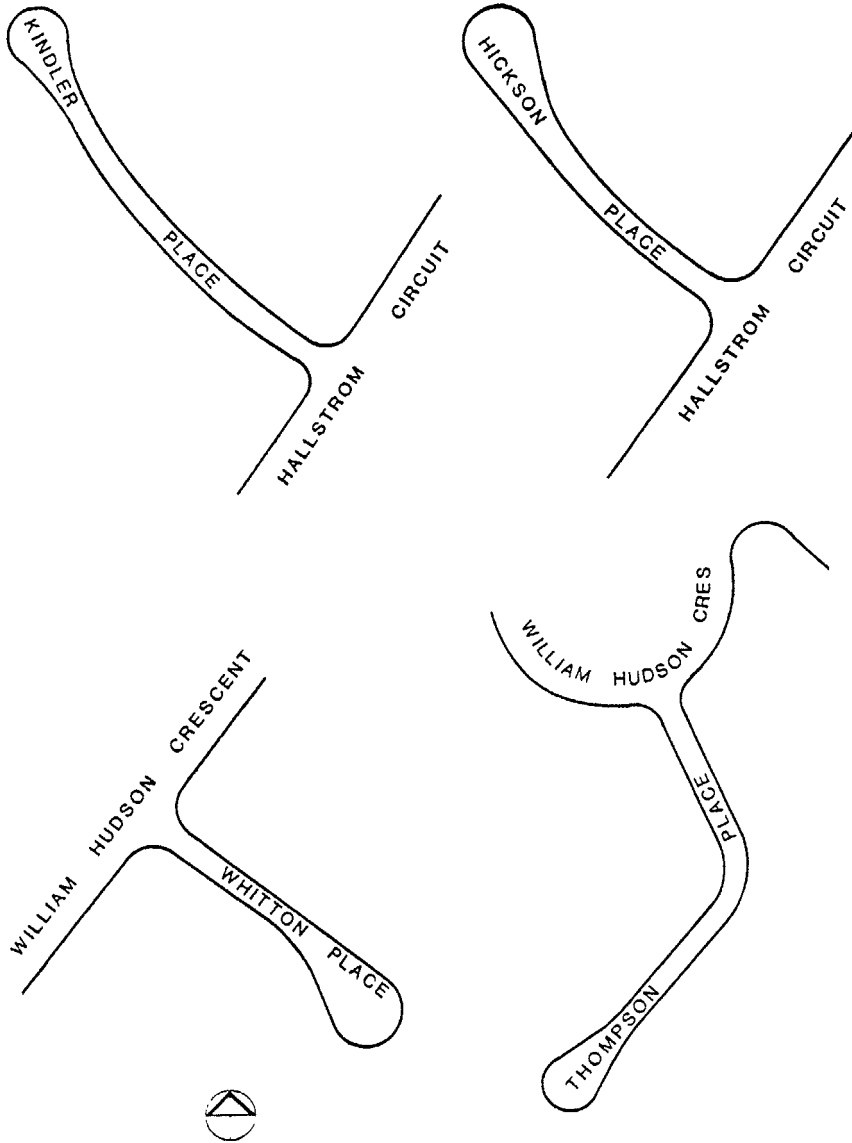 KINDLER PLACE
HALLSTROM CIRCUIT
HICKSON PLACE
HALLSTROM CIRCUIT
WILLIAM HUDSON CRESCENT
WHITTON PLACE
WILLIAM HUDSON CRES
THOMPSON PLACE